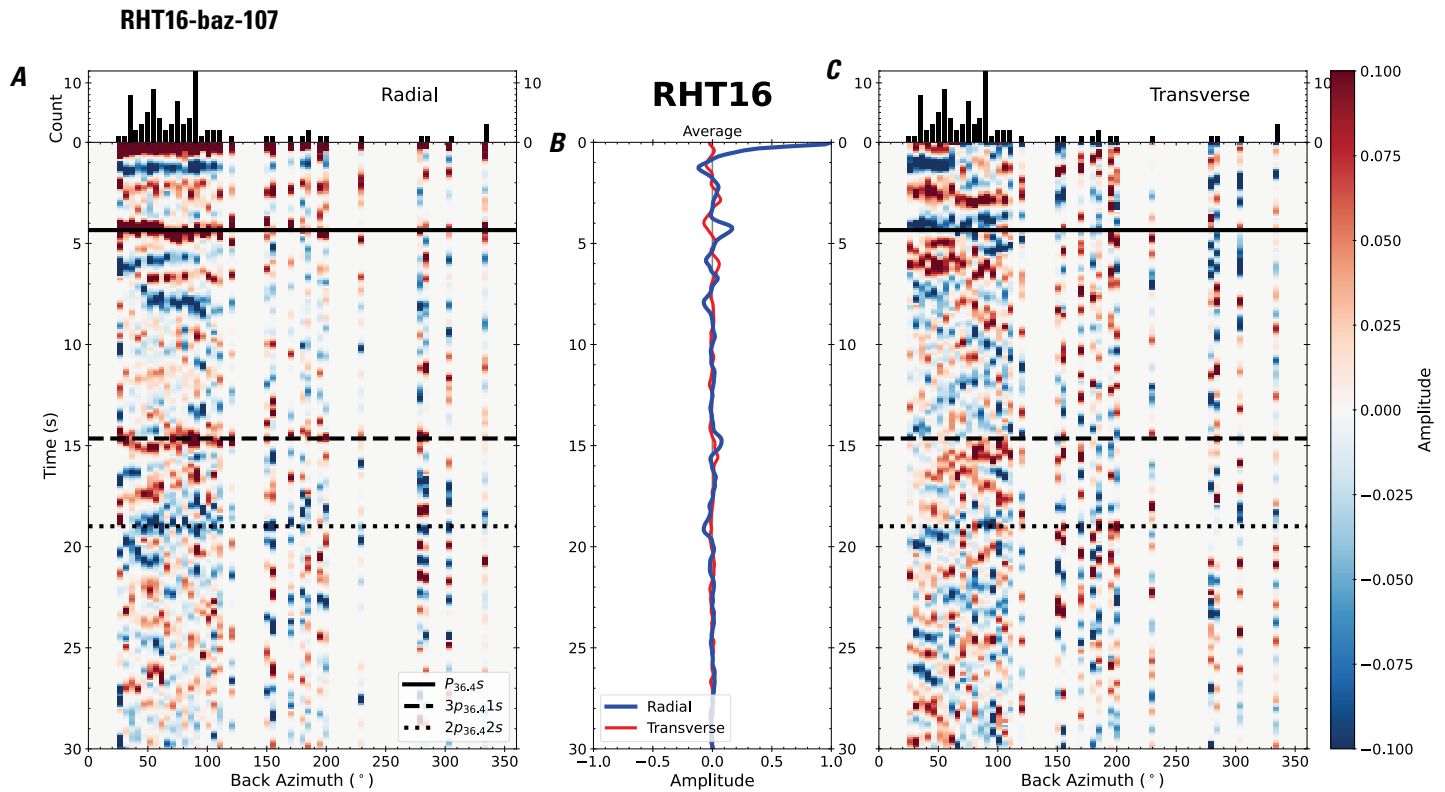 RHT16-baz-107
A
Count
10
0
Radial
10
0
RHT16
Average
B
C
10
0
Transverse
10
0
0
5
10
15
20
25
30
Time (s)
P36.4s
3p36.41s
2p36.42s
0 50 100 150 200 250 300 350
Back Azimuth (°)
0
5
10
15
20
25
30
Radial
Transverse
−1.0 −0.5 0.0 0.5 1.0
Amplitude
0
5
10
15
20
25
30
0 50 100 150 200 250 300 350
Back Azimuth (°)
0.100
0.075
0.050
0.025
0.000
−0.025
−0.050
−0.075
−0.100
Amplitude